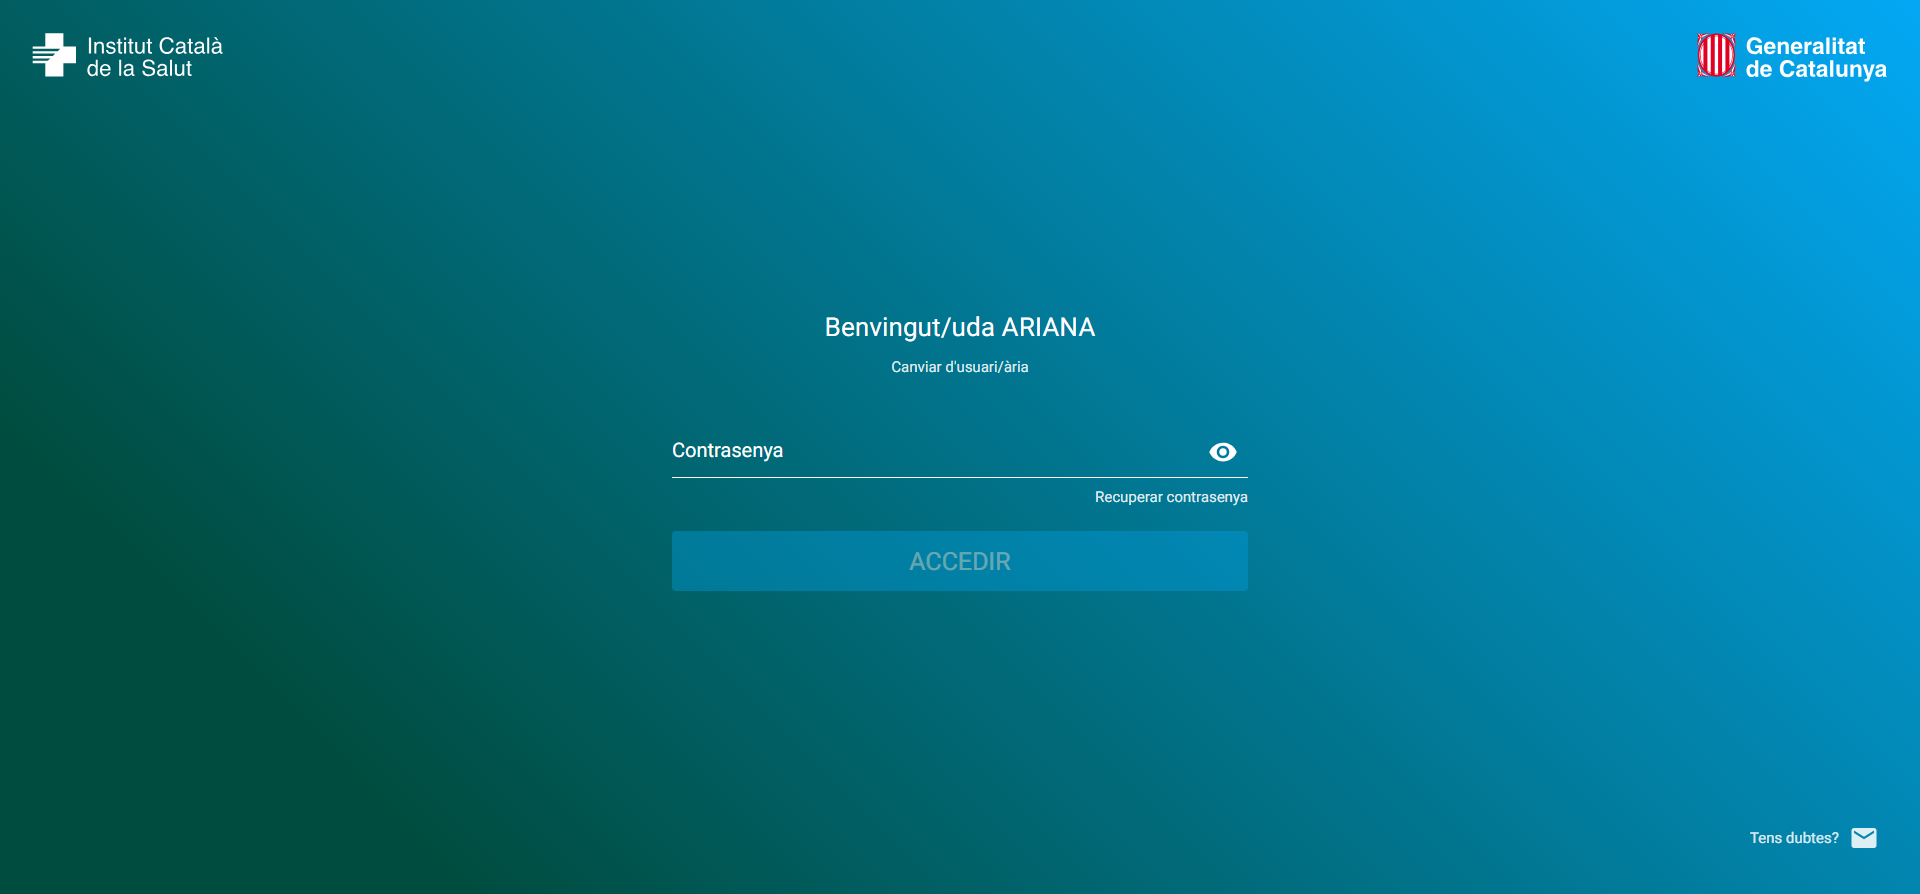 Institut Català
de la Salut
Generalitat
de Catalunya
Benvingut/uda ARIANA
Canviar d'usuari/ària
Contrasenya
Recuperar contrasenya
ACCEDIR
Tens dubtes?